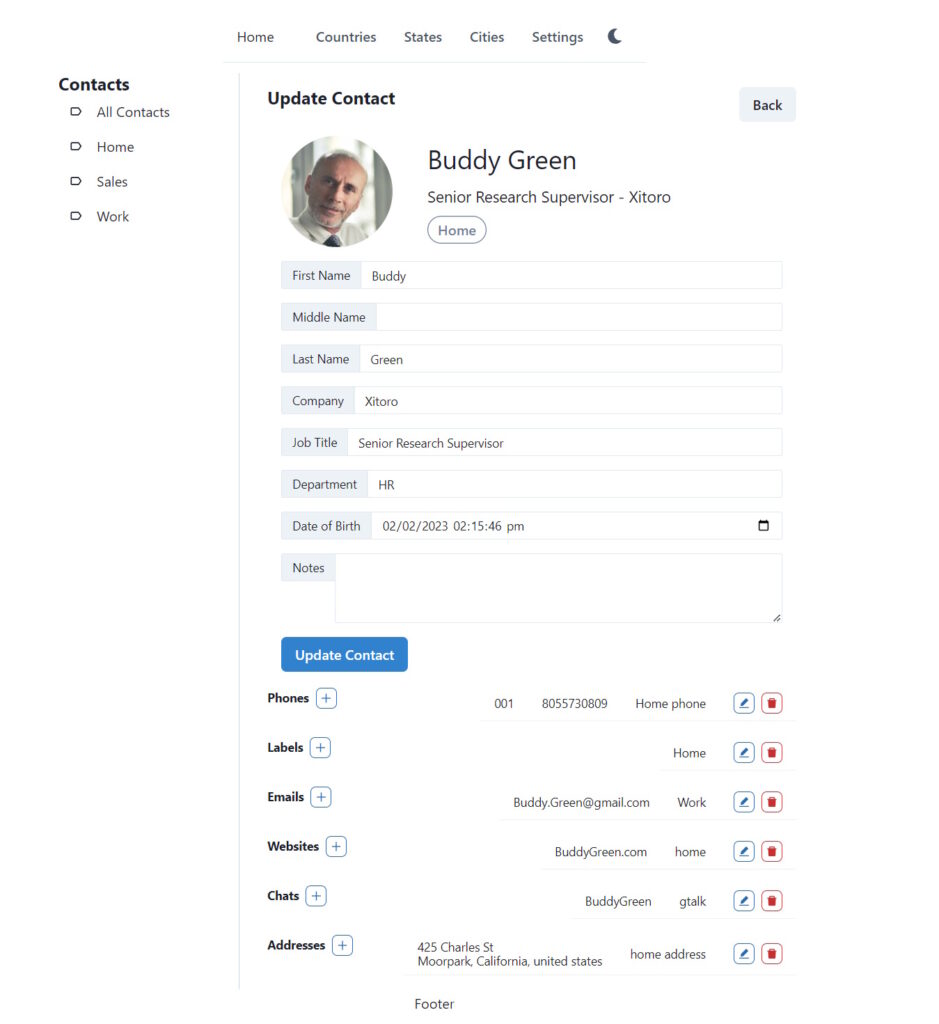 Home Countries States Cities Settings
Contacts
All Contacts
Home
Sales
Work
Update Contact
Back
Buddy Green
Senior Research Supervisor - Xitoro
Home
First Name Buddy
Middle Name
Last Name Green
Company Xitoro
Job Title Senior Research Supervisor
Department HR
Date of Birth 02/02/2023 02:15:46 pm
Notes
Update Contact
Phones + 001 8055730809 Home phone
Labels + Home
Emails + Buddy.Green@gmail.com Work
Websites + BuddyGreen.com home
Chats + BuddyGreen gtalk
Addresses + 425 Charles St
Moorpark, California, united states home address
Footer